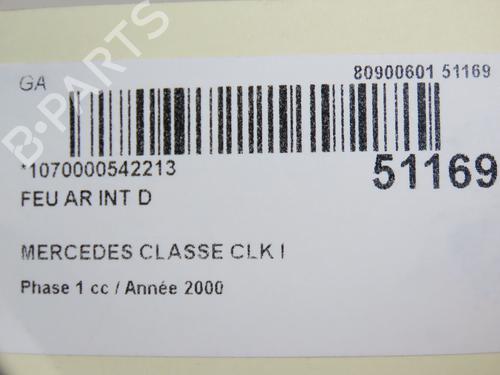 GA
80900601 51169
*1070000542213
51169
FEU AR INT D
MERCEDES CLASSE CLK I
Phase 1 cc / Année 2000
B-PARTS